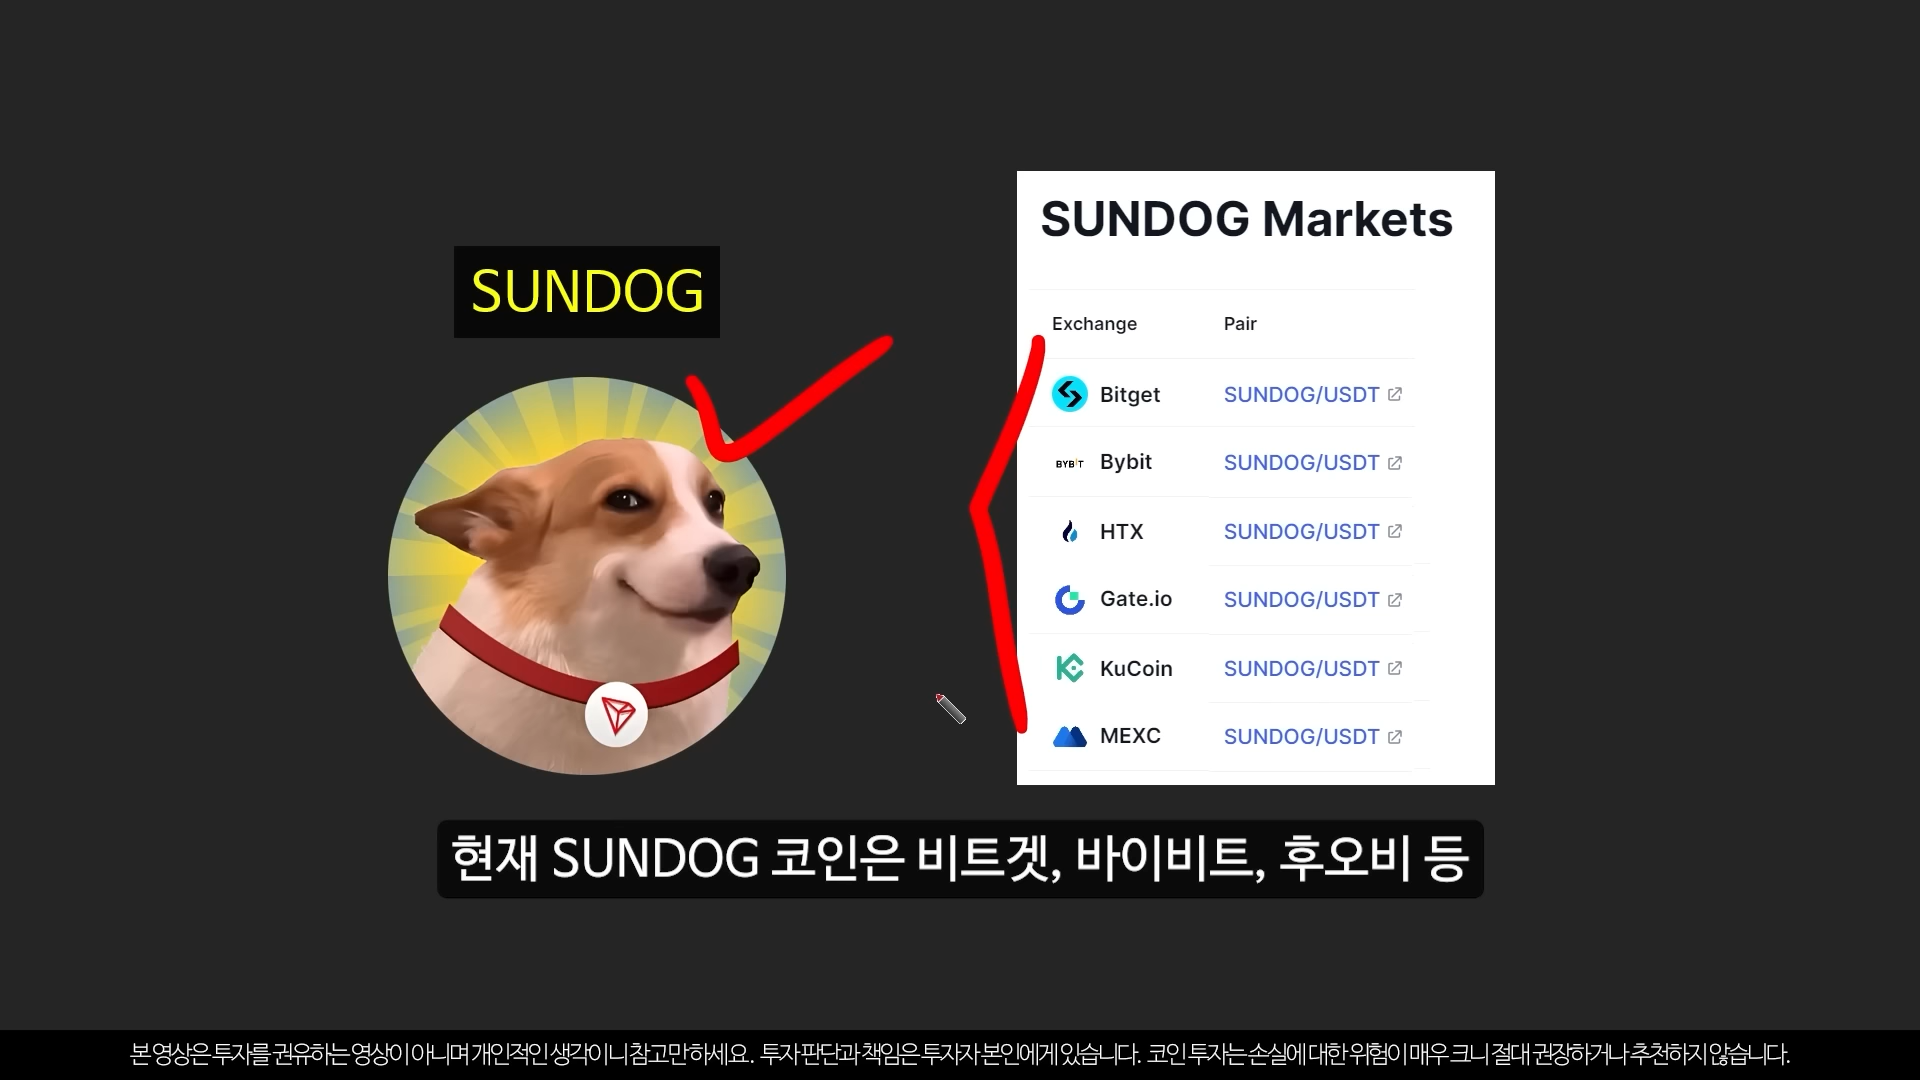 SUNDOG
SUNDOG Markets
Exchange Pair
Bitget SUNDOG/USDT
BYBIT Bybit SUNDOG/USDT
HTX SUNDOG/USDT
Gate.io SUNDOG/USDT
KuCoin SUNDOG/USDT
MEXC SUNDOG/USDT
현재 SUNDOG 코인은 비트겟, 바이비트, 후오비 등
본 영상은 투자를 권유하는 영상이 아니며 개인적인 생각이니 참고만 하세요. 투자 판단과 책임은 투자자 본인에게 있습니다. 코인 투자는 손실에 대한 위험이 매우 크니 절대 권장하거나 추천하지 않습니다.